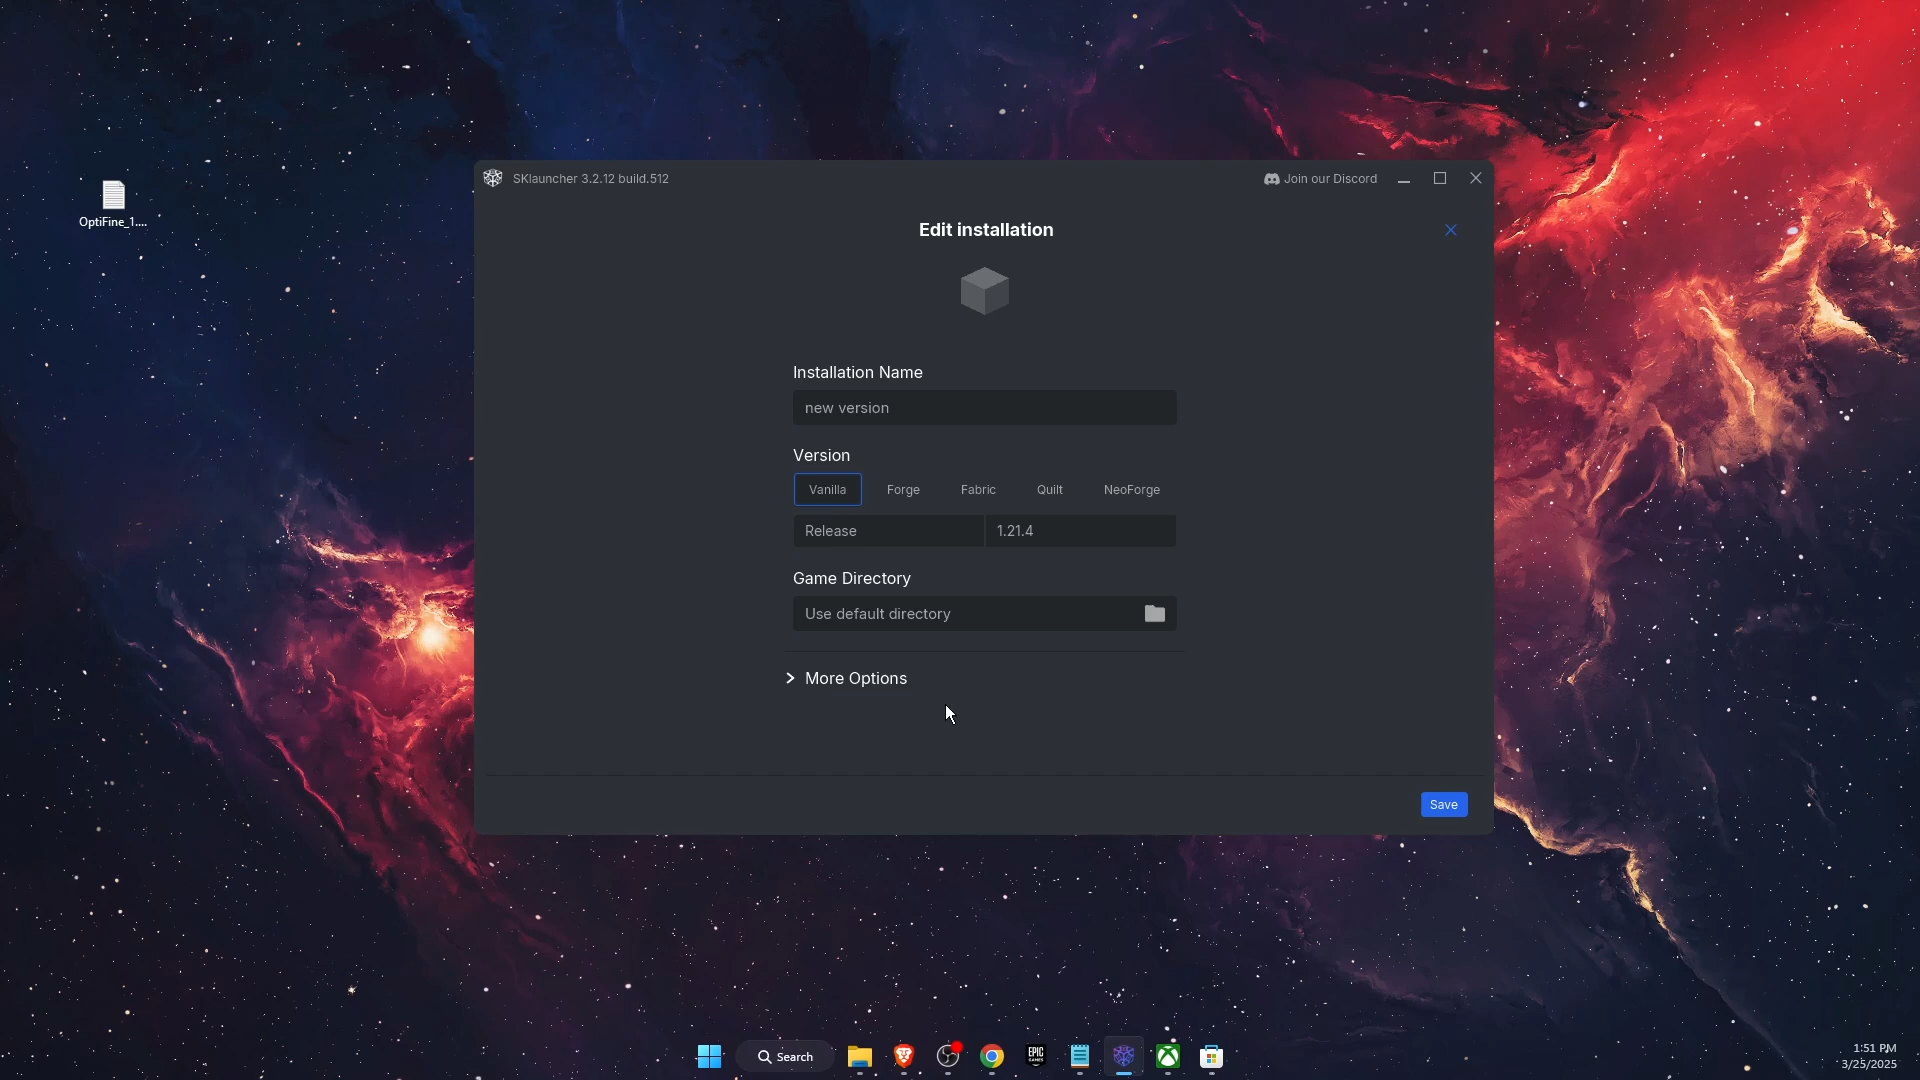 SKlauncher 3.2.12 build.512
Join our Discord
OptiFine_1....
Edit installation
Installation Name
new version
Version
Vanilla Forge Fabric Quilt NeoForge
Release 1.21.4
Game Directory
Use default directory
More Options
Save
EPIC
GAMES
Search
1:51 PM
3/25/2025